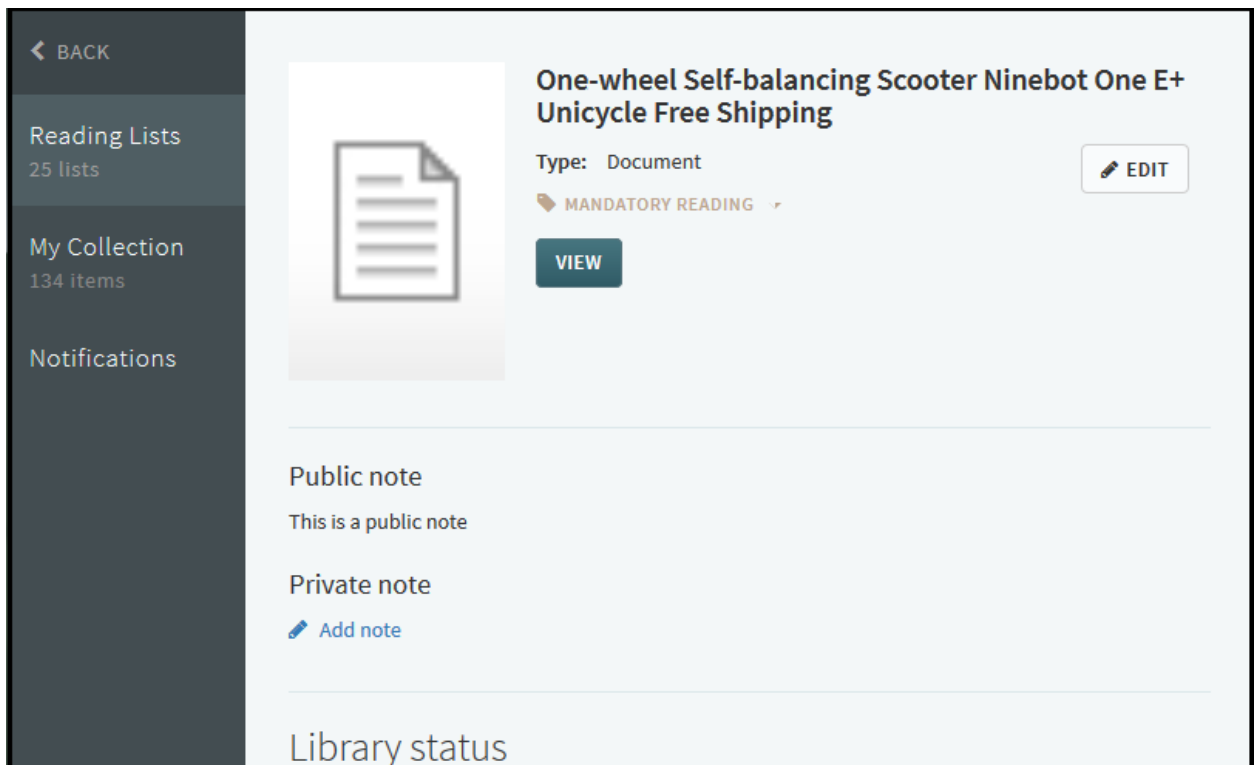 BACK
Reading Lists
25 lists
My Collection
134 items
Notifications
One-wheel Self-balancing Scooter Ninebot One E+
Unicycle Free Shipping
Type: Document
EDIT
MANDATORY READING
VIEW
Public note
This is a public note
Private note
Add note
Library status